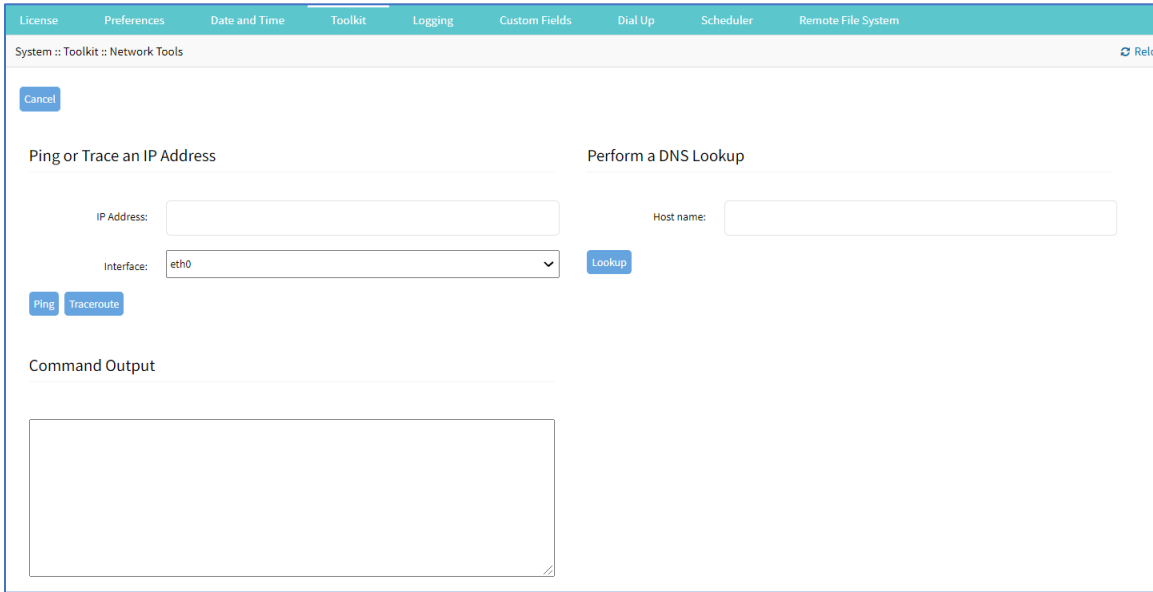 License Preferences Date and Time Toolkit Logging Custom Fields Dial Up Scheduler Remote File System
System :: Toolkit :: Network Tools
Cancel
Ping or Trace an IP Address
IP Address:
Interface: eth0
Ping Traceroute
Perform a DNS Lookup
Host name:
Lookup
Command Output